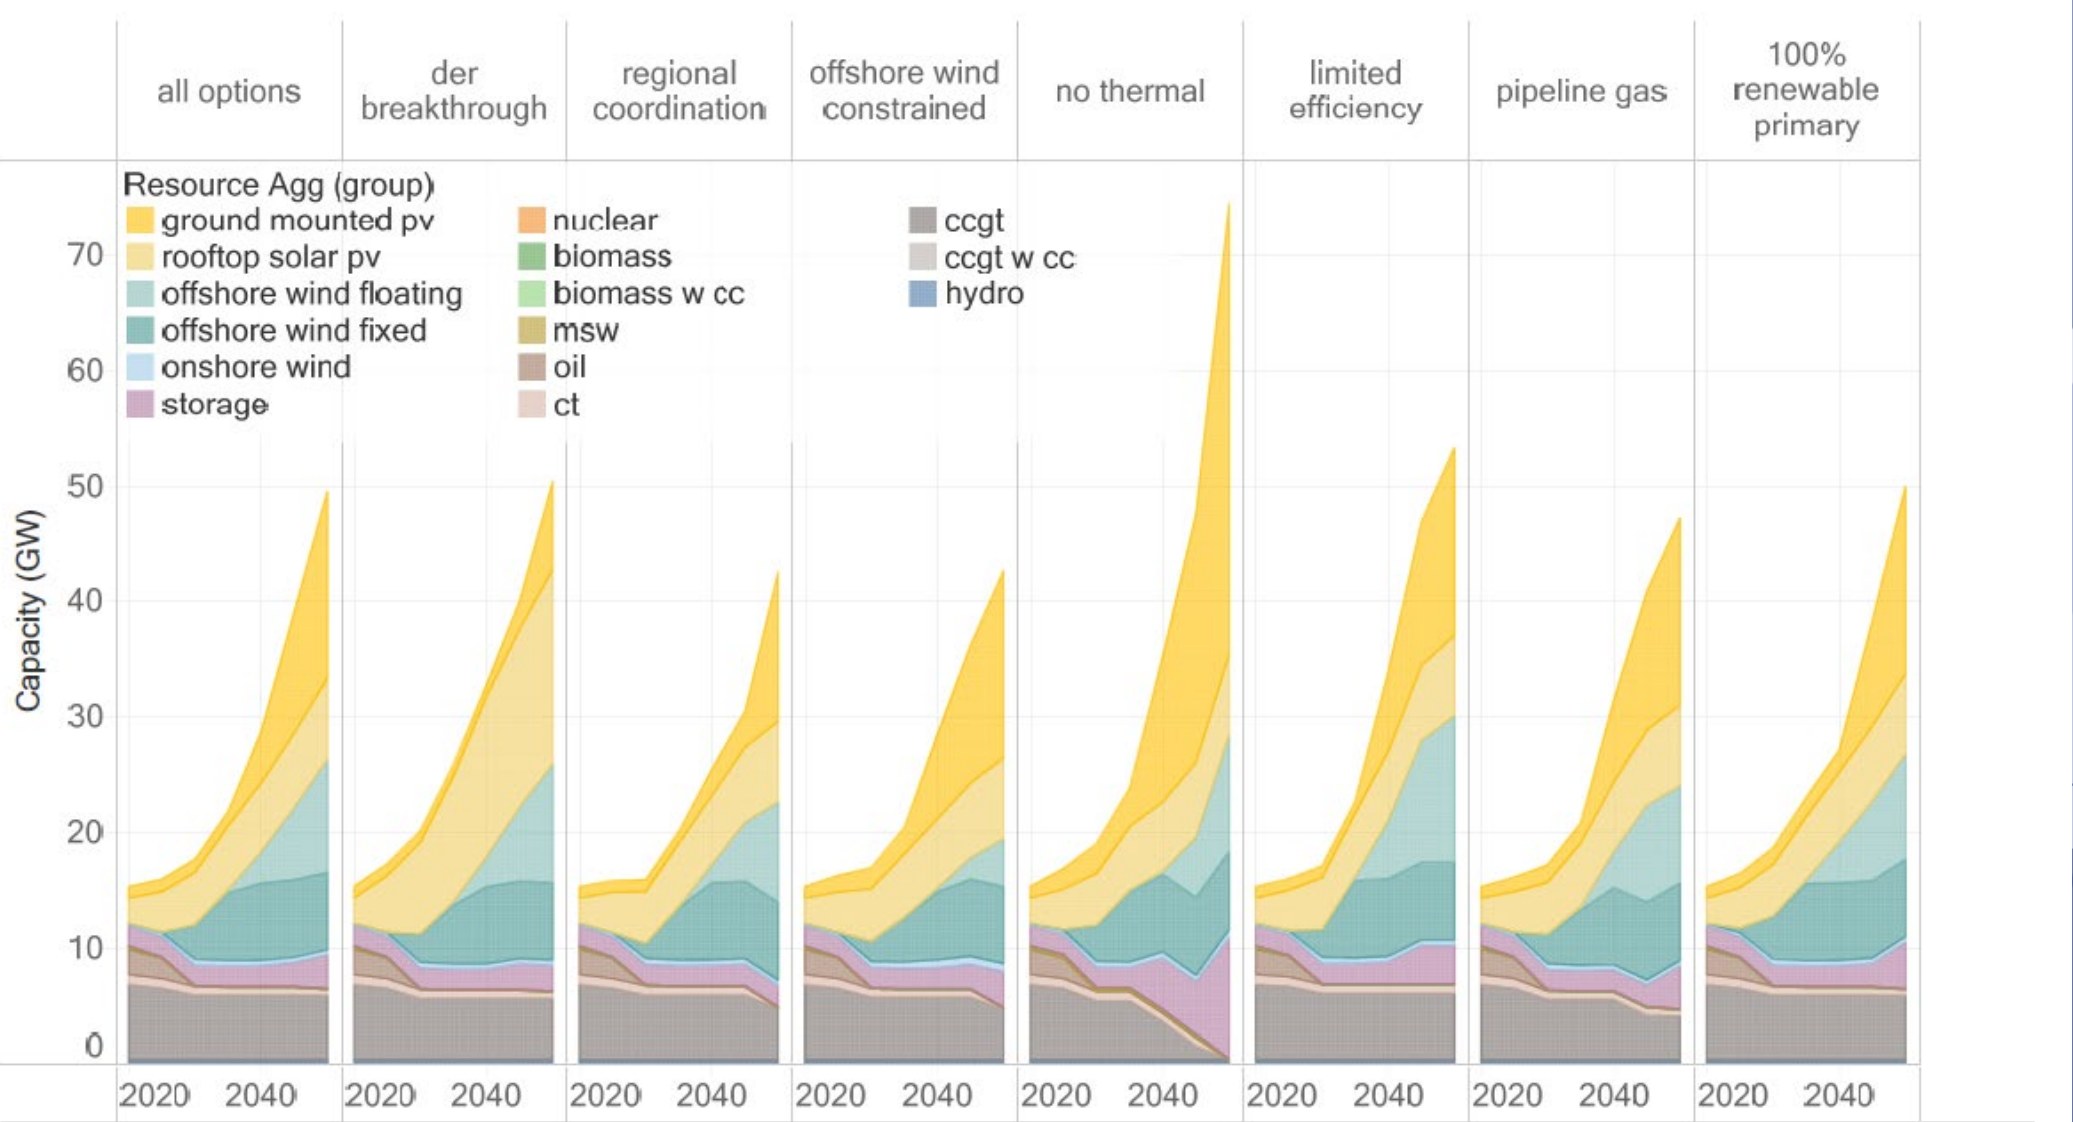 all options
der
breakthrough
regional
coordination
offshore wind
constrained
no thermal
limited
efficiency
pipeline gas
100%
renewable
primary
Resource Agg (group)
ground mounted pv
rooftop solar pv
offshore wind floating
offshore wind fixed
onshore wind
storage
nuclear
biomass
biomass w cc
msw
oil
ct
ccgt
ccgt w cc
hydro
Capacity (GW)
70
60
50
40
30
20
10
0
2020 2040 2020 2040 2020 2040 2020 2040 2020 2040 2020 2040 2020 2040 2020 2040